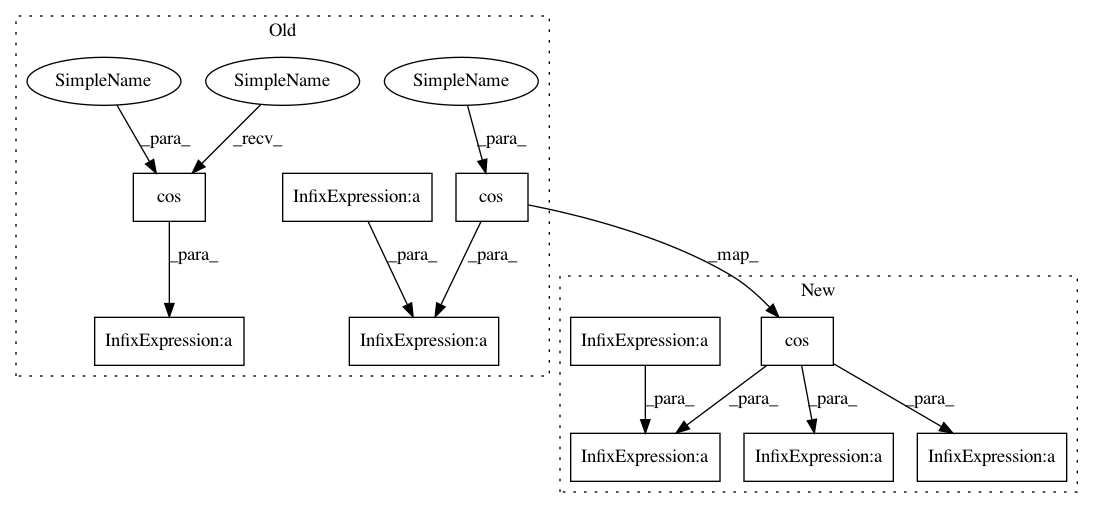 Old
SimpleName SimpleName SimpleName
_para_ _recv_ _para_
cos InfixExpression:a cos
_para_ _para_ _para_ _map_
New
InfixExpression:a InfixExpression:a InfixExpression:a cos
_para_ _para_ _para_ _para_
InfixExpression:a InfixExpression:a InfixExpression:a